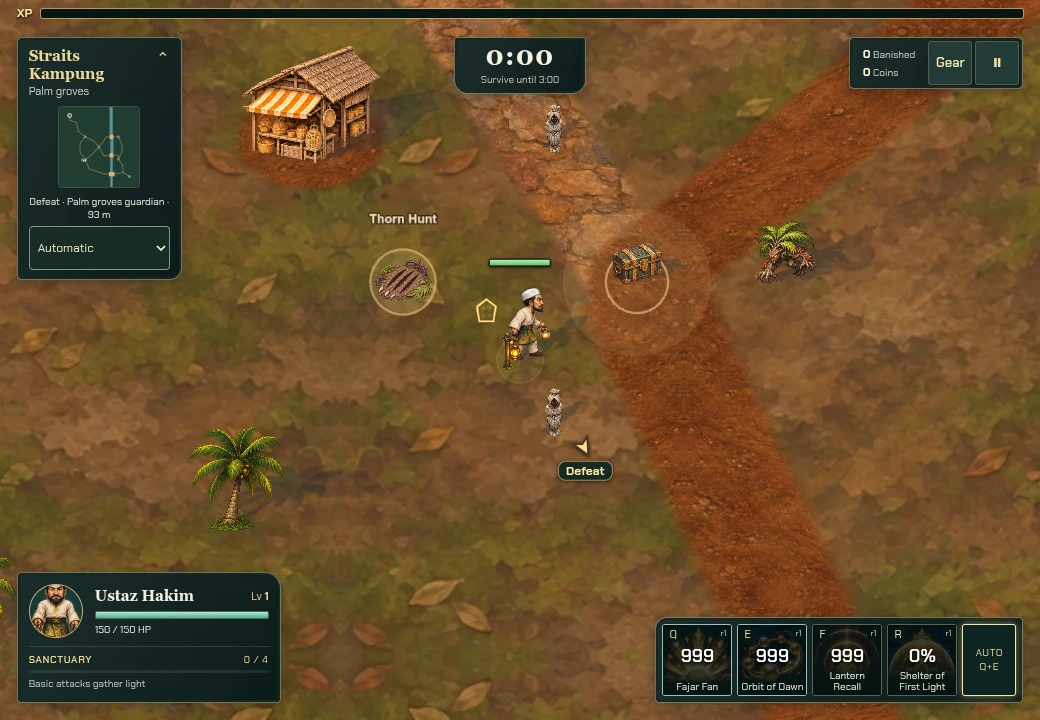 XP
Straits
Kampung
Palm groves
Defeat · Palm groves guardian ·
93 m
Automatic
0:00
Survive until 3:00
0 Banished
0 Coins
Gear
Thorn Hunt
Defeat
Ustaz Hakim
Lv 1
150 / 150 HP
SANCTUARY
0 / 4
Basic attacks gather light
Q
r1
999
Fajar Fan
E
r1
999
Orbit of Dawn
F
r1
999
Lantern
Recall
R
r1
0%
Shelter of
First Light
AUTO
Q+E